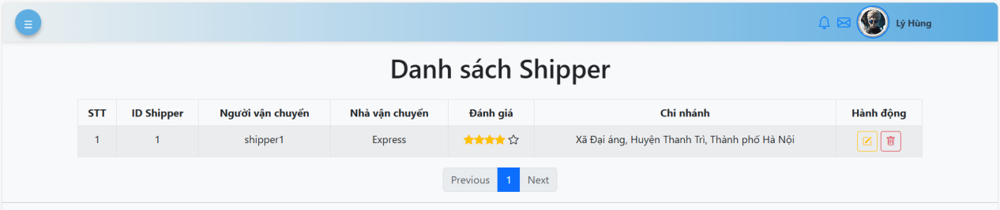 Lý Hùng
Danh sách Shipper
STT ID Shipper Người vận chuyển Nhà vận chuyển Đánh giá Chi nhánh Hành động
1 1 shipper1 Express Xã Đại áng, Huyện Thanh Trì, Thành phố Hà Nội
Previous 1 Next